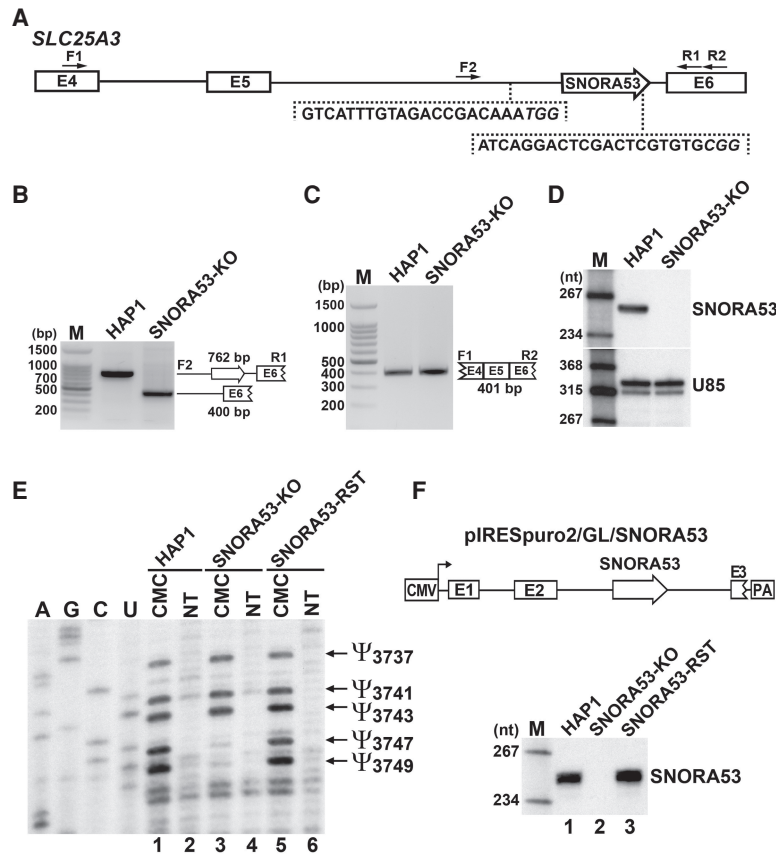 A
SLC25A3
F1
F2
R1 R2
E4
E5
SNORA53
E6
GTCATTTGTAGACCGACAAATGG
ATCAGGACTCGACTCGTGTGCGG
B
(bp) M HAP1 SNORA53-KO
1500
1000
700
500
200
F2 762 bp R1
E6
E6
400 bp
C
(bp) M HAP1 SNORA53-KO
1500
1000
500
400
300
200
F1 R2
E4 E5 E6
401 bp
D
(nt) M HAP1 SNORA53-KO
267
234
SNORA53
368
315
267
U85
E
HAP1 SNORA53-KO SNORA53-RST
A G C U CMC NT CMC NT CMC NT
Ψ3737
Ψ3741
Ψ3743
Ψ3747
Ψ3749
1 2 3 4 5 6
F
pIRESpuro2/GL/SNORA53
SNORA53
E3
CMV E1 E2 PA
(nt) M HAP1 SNORA53-KO SNORA53-RST
267
234
SNORA53
1 2 3